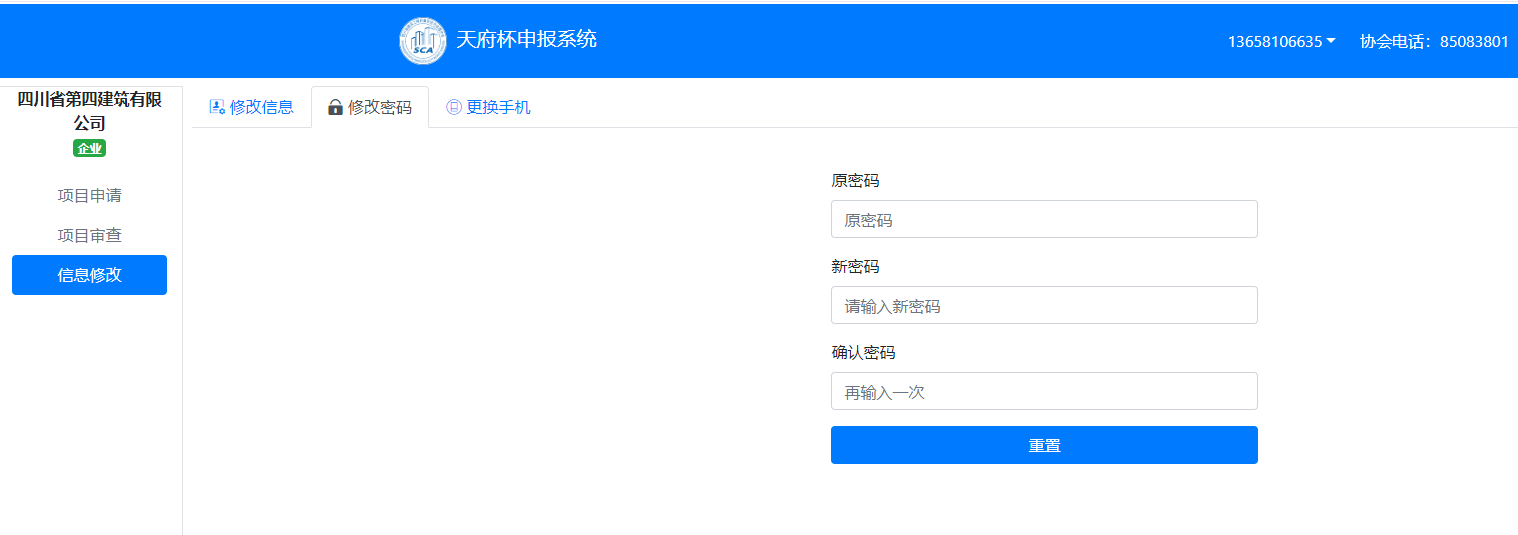 天府杯申报系统
13658106635
协会电话：85083801
四川省第四建筑有限
公司
企业
项目申请
项目审查
信息修改
修改信息
修改密码
更换手机
原密码
原密码
新密码
请输入新密码
确认密码
再输入一次
重置
SCA